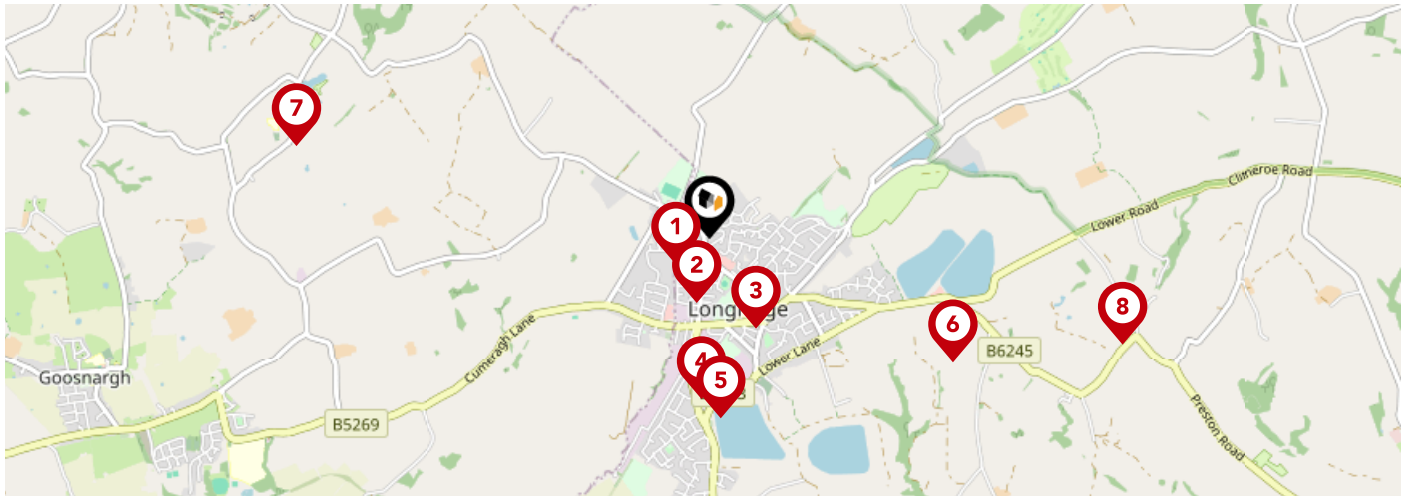 7
Clitheroe Road
Lower Road
1
2
3
Longridge
8
6
B6245
Cumeragh Lane
Lower Lane
4
5
Goosnargh
B5269
Preston Road